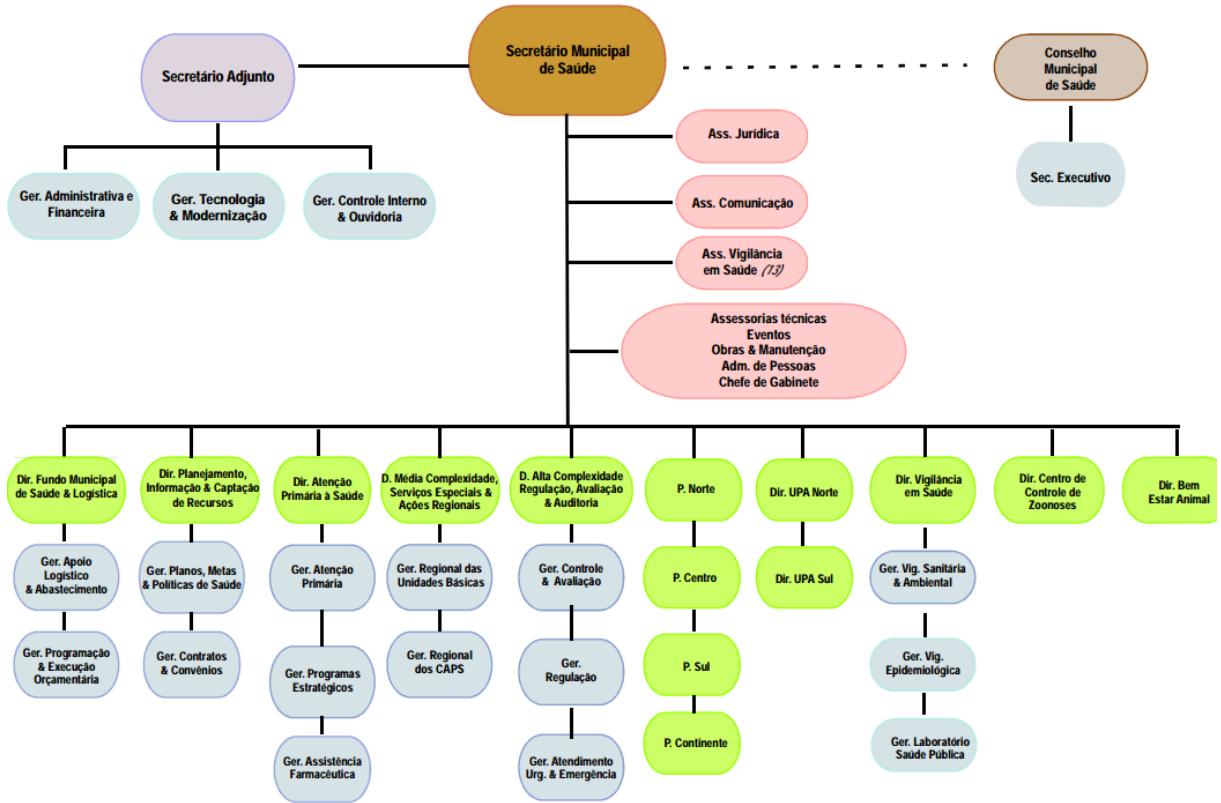 Secretário Municipal
de Saúde
Secretário Adjunto
Conselho
Municipal
de Saúde
Ass. Jurídica
Sec. Executivo
Ger. Administrativa e
Financeira
Ger. Tecnologia
& Modernização
Ger. Controle Interno
& Ouvidoria
Ass. Comunicação
Ass. Vigilância
em Saúde (13)
Assessorias técnicas
Eventos
Obras & Manutenção
Adm. de Pessoas
Chefe de Gabinete
Dir. Fundo Municipal
de Saúde & Logística
Dir. Planejamento,
Informação & Captação
de Recursos
Dir. Atenção
Primária à Saúde
D. Média Complexidade,
Serviços Especiais &
Ações Regionais
D. Alta Complexidade
Regulação, Avaliação
& Auditoria
P. Norte
Dir. UPA Norte
Dir. Vigilância
em Saúde
Dir. Centro de
Controle de
Zoonoses
Dir. Bem
Estar Animal
Ger. Apoio
Logístico
& Abastecimento
Ger. Planos, Metas
& Políticas de Saúde
Ger. Atenção
Primária
Ger. Regional das
Unidades Básicas
Ger. Controle
& Avaliação
P. Centro
Dir. UPA Sul
Ger. Vig. Sanitária
& Ambiental
Ger. Programação
& Execução
Orçamentária
Ger. Contratos
& Convênios
Ger. Programas
Estratégicos
Ger. Regional
dos CAPS
Ger.
Regulação
P. Sul
Ger. Vig.
Epidemiológica
Ger. Assistência
Farmacêutica
Ger. Atendimento
Urg. & Emergência
P. Continente
Ger. Laboratório
Saúde Pública